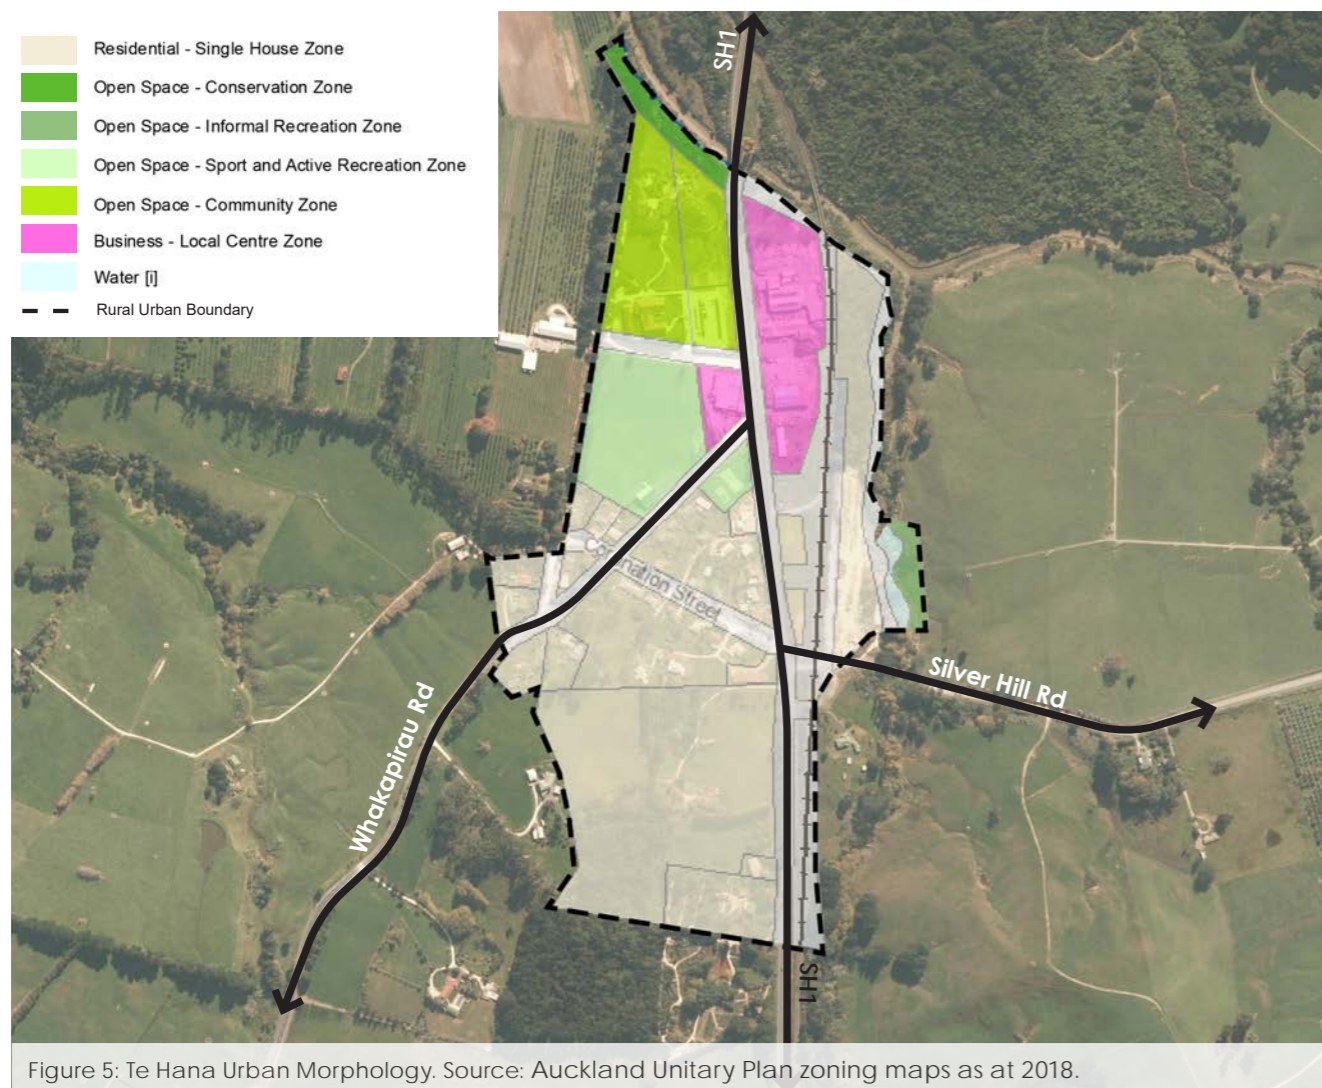 Residential - Single House Zone
Open Space - Conservation Zone
Open Space - Informal Recreation Zone
Open Space - Sport and Active Recreation Zone
Open Space - Community Zone
Business - Local Centre Zone
Water [i]
Rural Urban Boundary
SH1
Coronation Street
Silver Hill Rd
Whakapirau Rd
SH1
Figure 5: Te Hana Urban Morphology. Source: Auckland Unitary Plan zoning maps as at 2018.